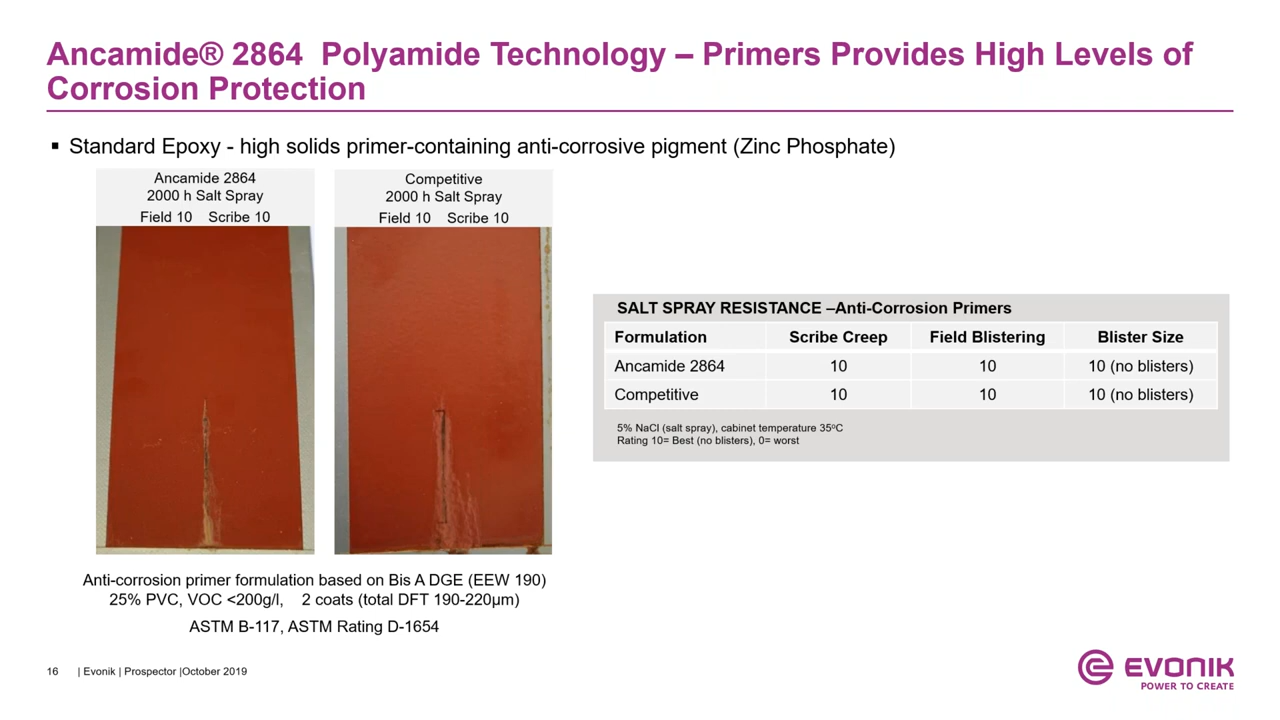 Ancamide® 2864  Polyamide Technology – Primers Provides High Levels of
Corrosion Protection
▪ Standard Epoxy - high solids primer-containing anti-corrosive pigment (Zinc Phosphate)
Ancamide 2864
2000 h Salt Spray
Field 10    Scribe 10
Competitive
2000 h Salt Spray
Field 10    Scribe 10
SALT SPRAY RESISTANCE –Anti-Corrosion Primers
Formulation    Scribe Creep    Field Blistering    Blister Size
Ancamide 2864    10    10    10 (no blisters)
Competitive    10    10    10 (no blisters)
5% NaCl (salt spray), cabinet temperature 35ºC
Rating 10= Best (no blisters), 0= worst
Anti-corrosion primer formulation based on Bis A DGE (EEW 190)
25% PVC, VOC <200g/l,    2 coats (total DFT 190-220µm)
ASTM B-117, ASTM Rating D-1654
16    | Evonik | Prospector |October 2019
EVONIK
POWER TO CREATE